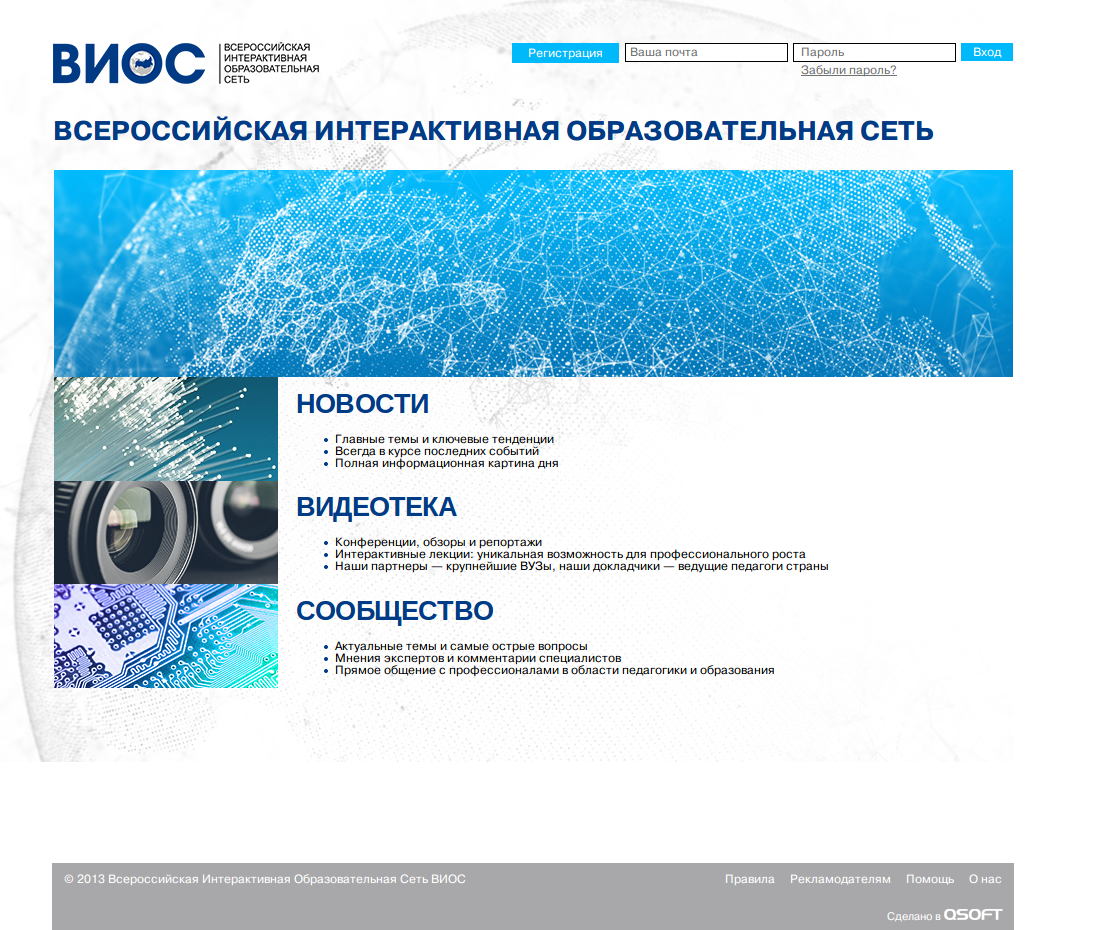 ВИОС
ВСЕРОССИЙСКАЯ
ИНТЕРАКТИВНАЯ
ОБРАЗОВАТЕЛЬНАЯ
СЕТЬ
Регистрация Ваша почта Пароль Вход
Забыли пароль?
ВСЕРОССИЙСКАЯ ИНТЕРАКТИВНАЯ ОБРАЗОВАТЕЛЬНАЯ СЕТЬ
НОВОСТИ
Главные темы и ключевые тенденции
Всегда в курсе последних событий
Полная информационная картина дня
ВИДЕОТЕКА
Конференции, обзоры и репортажи
Интерактивные лекции: уникальная возможность для профессионального роста
Наши партнеры — крупнейшие ВУЗы, наши докладчики — ведущие педагоги страны
СООБЩЕСТВО
Актуальные темы и самые острые вопросы
Мнения экспертов и комментарии специалистов
Прямое общение с профессионалами в области педагогики и образования
© 2013 Всероссийская Интерактивная Образовательная Сеть ВИОС Правила Рекламодателям Помощь О нас
Сделано в QSOFT